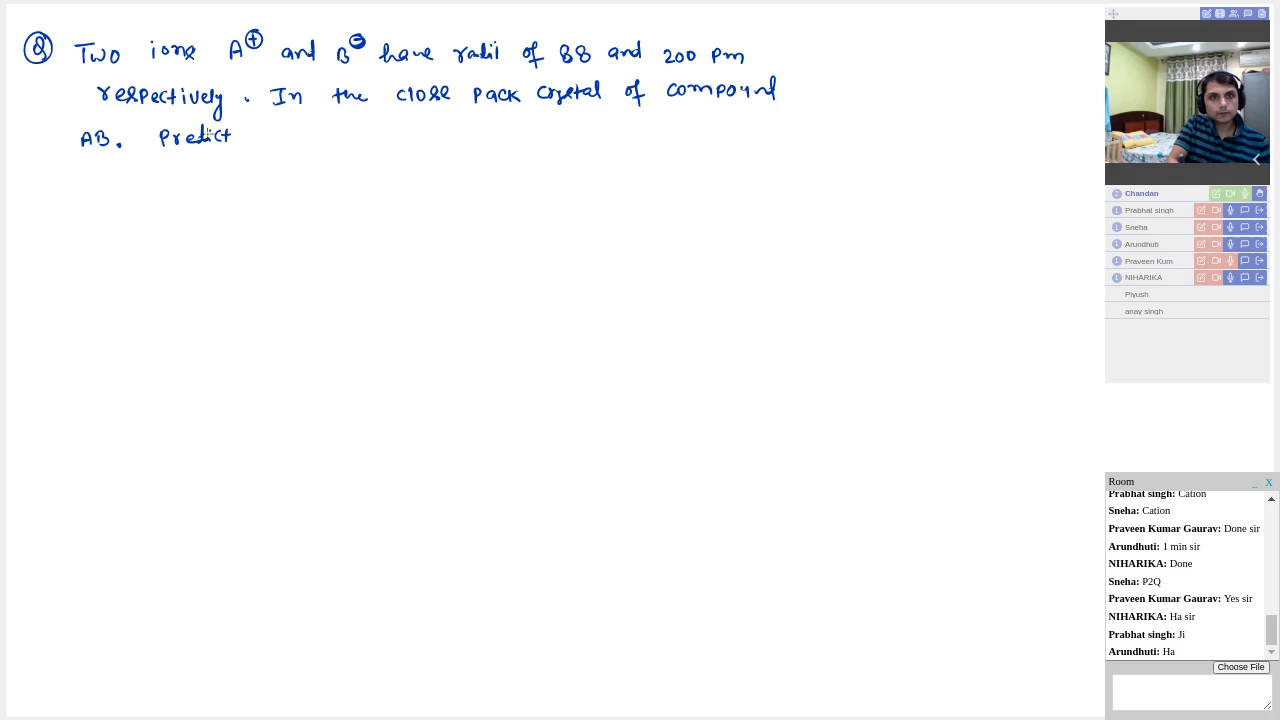 Q Two ions A⊕ and B⊖ have radii of 88 and 200 pm
respectively. In the close pack crystal of compound
AB. Predict
Chandan
Prabhat singh
Sneha
Arundhuti
Praveen Kum
NIHARIKA
Piyush
anay singh
Room _ X
Prabhat singh: Cation
Sneha: Cation
Praveen Kumar Gaurav: Done sir
Arundhuti: 1 min sir
NIHARIKA: Done
Sneha: P2Q
Praveen Kumar Gaurav: Yes sir
NIHARIKA: Ha sir
Prabhat singh: Ji
Arundhuti: Ha
Choose File